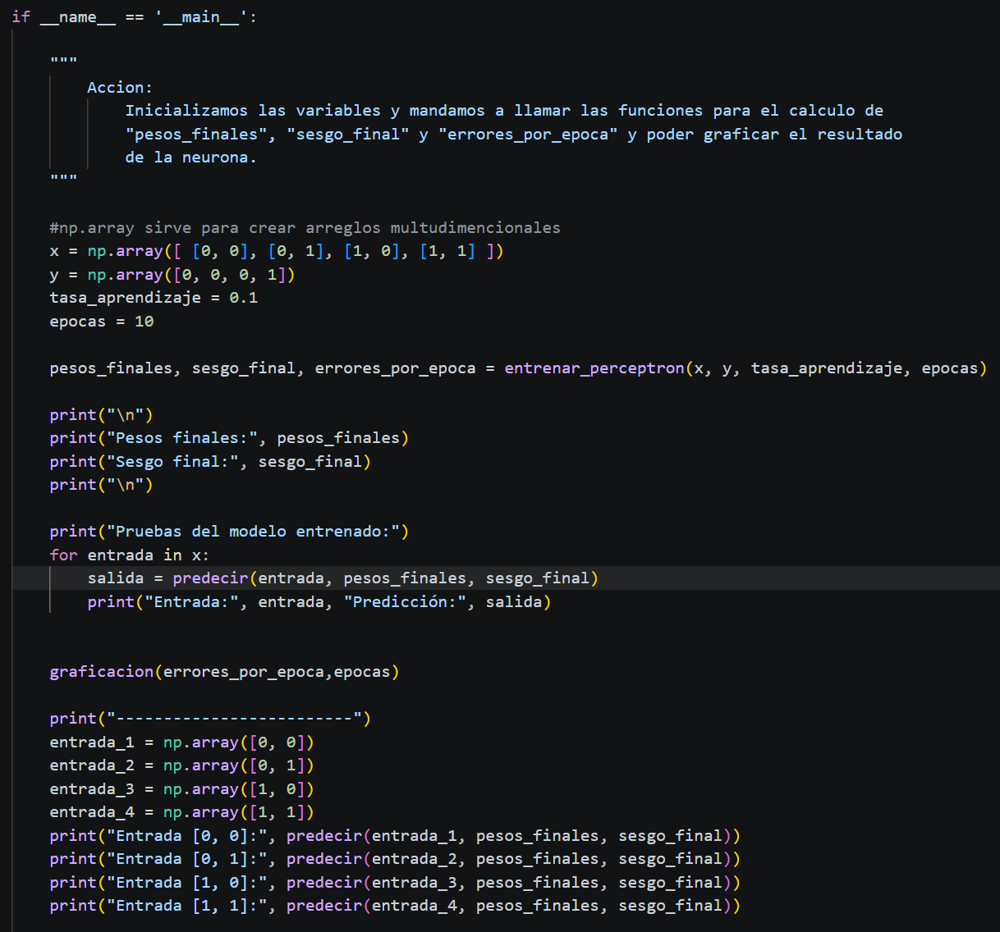 if __name__ == '__main__':
"""
Accion:
Inicializamos las variables y mandamos a llamar las funciones para el calculo de
"pesos_finales", "sesgo_final" y "errores_por_epoca" y poder graficar el resultado
de la neurona.
"""
#np.array sirve para crear arreglos multudimencionales
x = np.array([ [0, 0], [0, 1], [1, 0], [1, 1] ])
y = np.array([0, 0, 0, 1])
tasa_aprendizaje = 0.1
epocas = 10
pesos_finales, sesgo_final, errores_por_epoca = entrenar_perceptron(x, y, tasa_aprendizaje, epocas)
print("\n")
print("Pesos finales:", pesos_finales)
print("Sesgo final:", sesgo_final)
print("\n")
print("Pruebas del modelo entrenado:")
for entrada in x:
salida = predecir(entrada, pesos_finales, sesgo_final)
print("Entrada:", entrada, "Predicción:", salida)
graficacion(errores_por_epoca,epocas)
print("-------------------------")
entrada_1 = np.array([0, 0])
entrada_2 = np.array([0, 1])
entrada_3 = np.array([1, 0])
entrada_4 = np.array([1, 1])
print("Entrada [0, 0]:", predecir(entrada_1, pesos_finales, sesgo_final))
print("Entrada [0, 1]:", predecir(entrada_2, pesos_finales, sesgo_final))
print("Entrada [1, 0]:", predecir(entrada_3, pesos_finales, sesgo_final))
print("Entrada [1, 1]:", predecir(entrada_4, pesos_finales, sesgo_final))